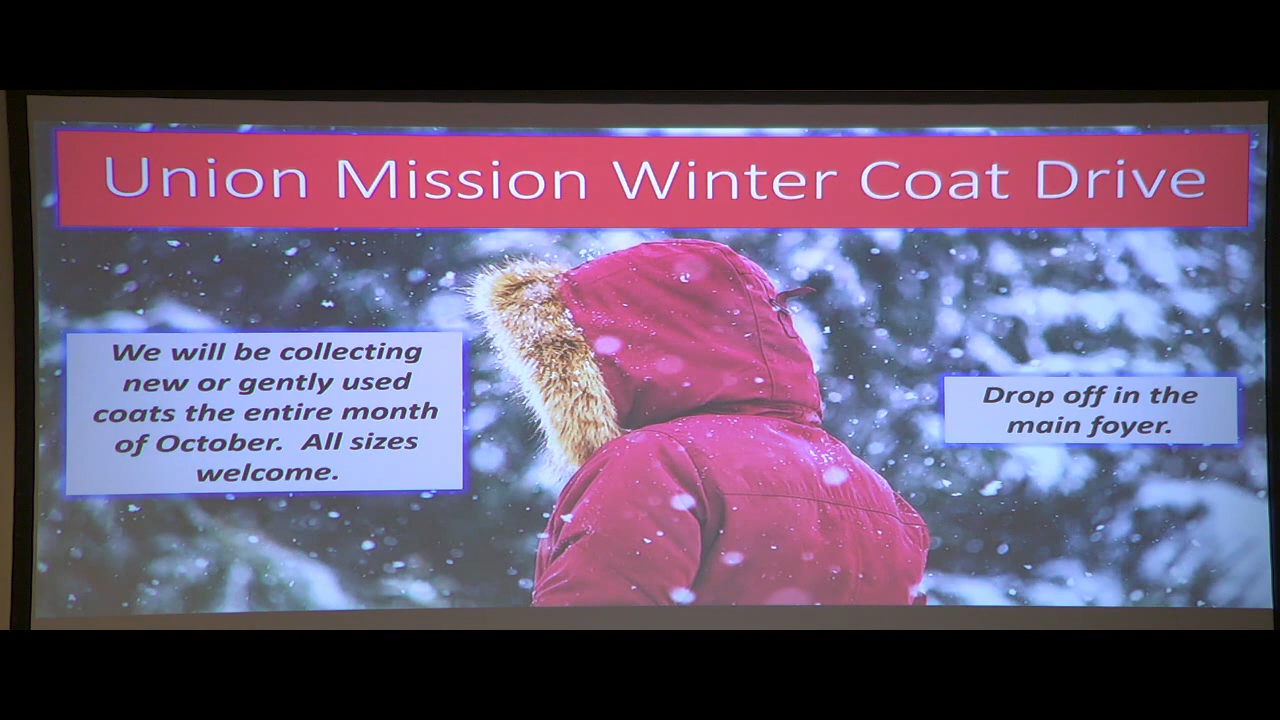 Union Mission Winter Coat Drive
We will be collecting
new or gently used
coats the entire month
of October.  All sizes
welcome.
Drop off in the
main foyer.